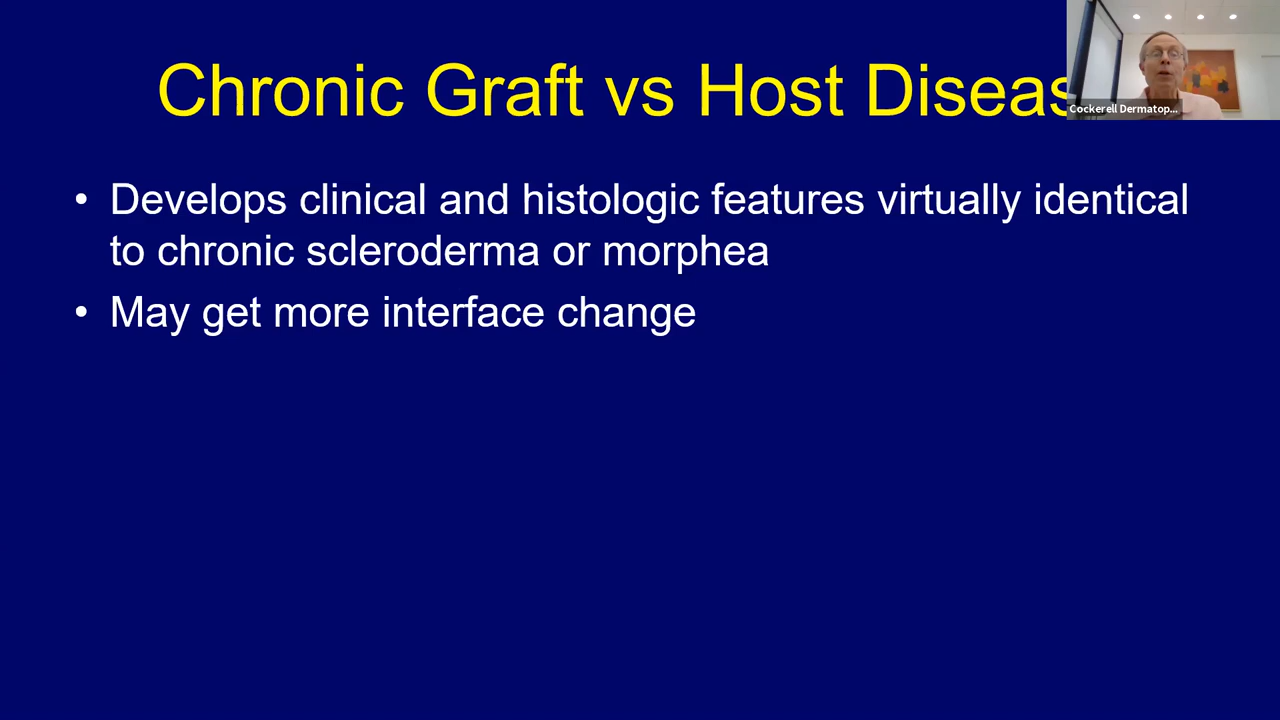 Chronic Graft vs Host Diseas
Cockerell Dermatop...
• Develops clinical and histologic features virtually identical
to chronic scleroderma or morphea
• May get more interface change